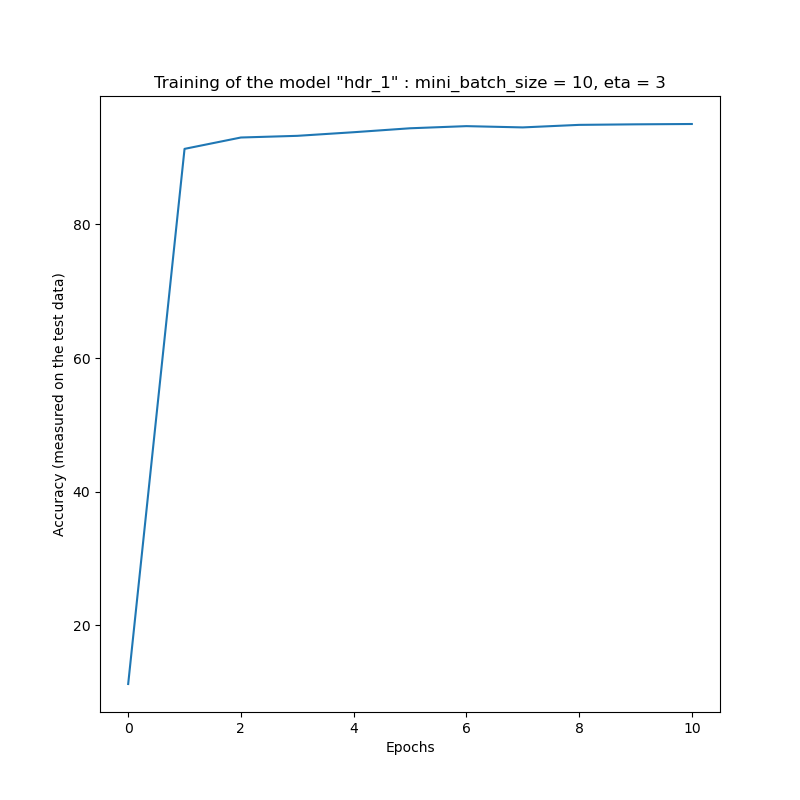 Training of the model "hdr_1" : mini_batch_size = 10, eta = 3
Accuracy (measured on the test data)
80
60
40
20
0 2 4 6 8 10
Epochs